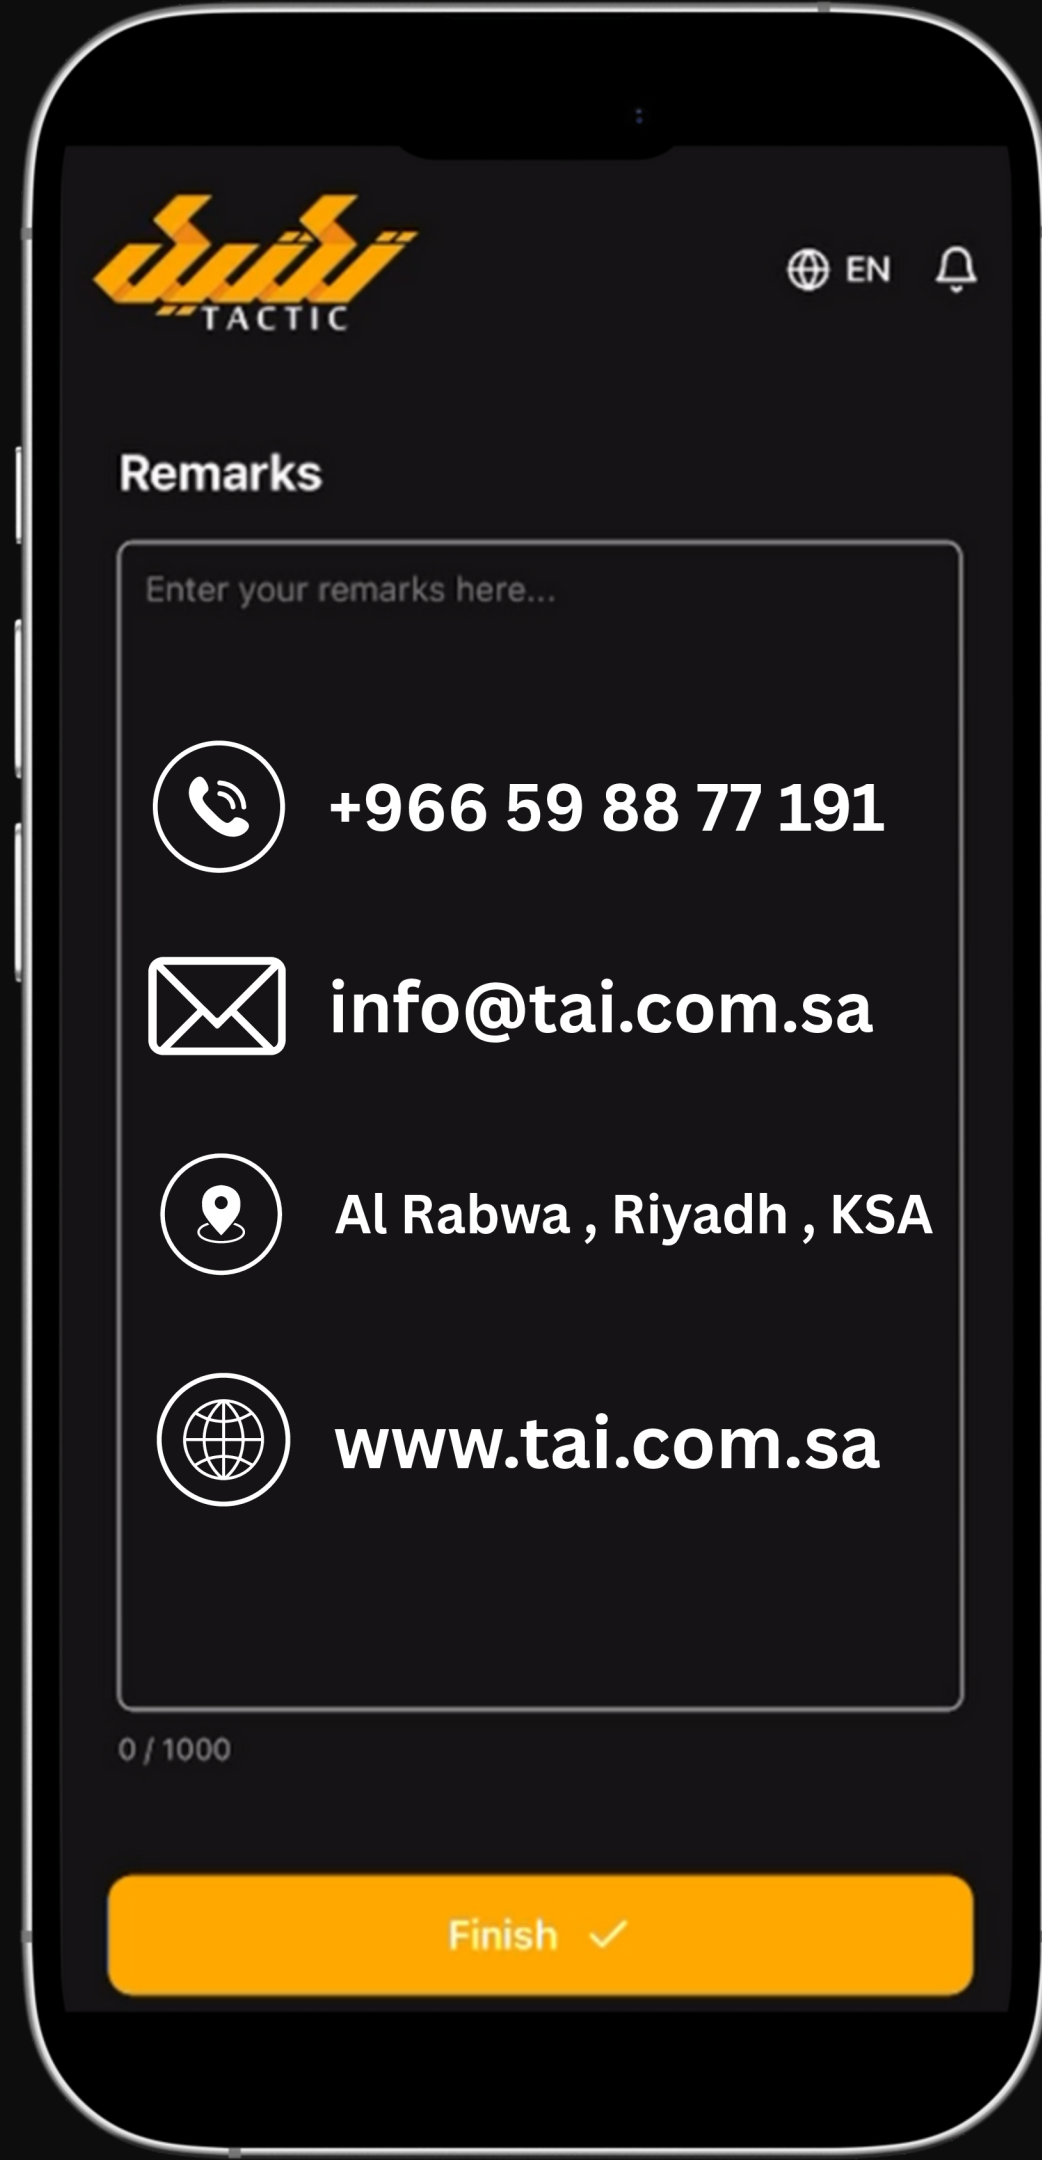 تكتيك
TACTIC
EN
Remarks
Enter your remarks here...
+966 59 88 77 191
info@tai.com.sa
Al Rabwa , Riyadh , KSA
www.tai.com.sa
0 / 1000
Finish